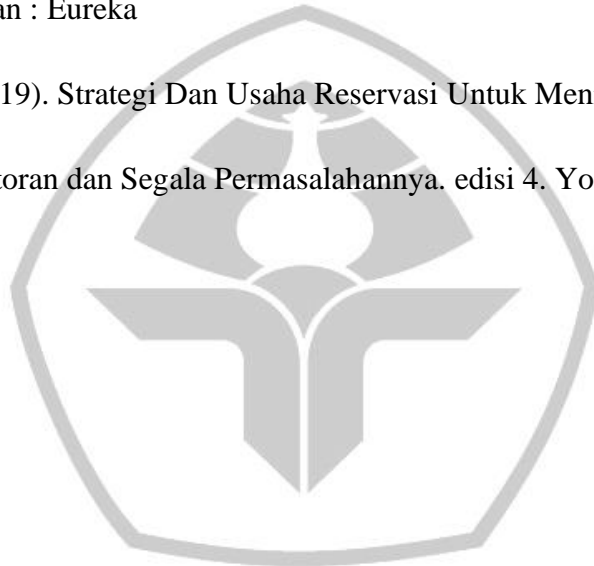 an : Eureka
19). Strategi Dan Usaha Reservasi Untuk Men
toran dan Segala Permasalahannya. edisi 4. Yo